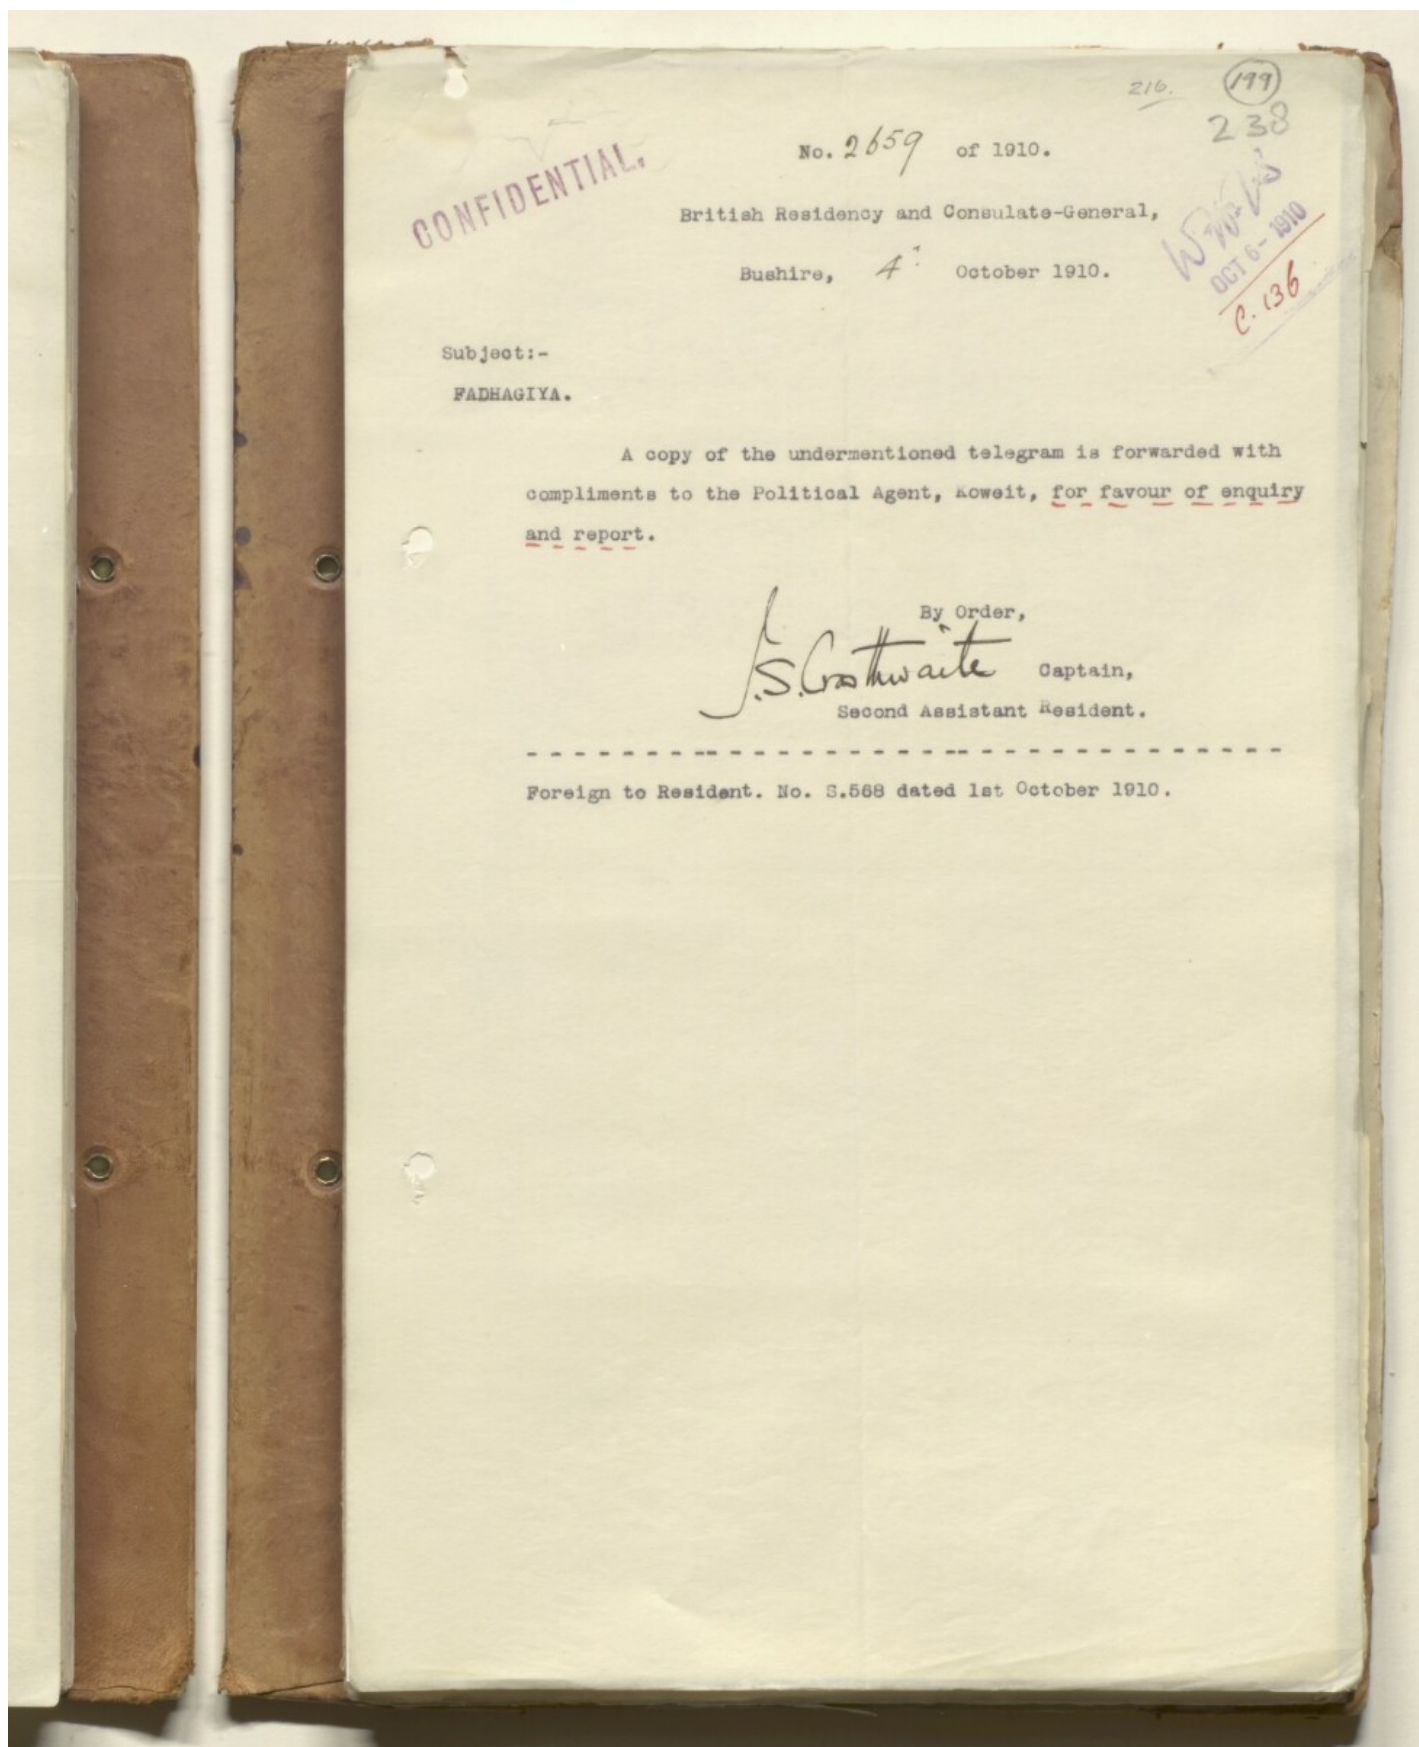 216.
199
238
CONFIDENTIAL.
No. 2659 of 1910.
British Residency and Consulate-General,
OCT 6- 1910
C. 136
Bushire, 4 October 1910.
Subject:-
FADHAGIYA.
A copy of the undermentioned telegram is forwarded with
compliments to the Political Agent, Koweit, for favour of enquiry
and report.
By Order,
J.S. Crosthwaite Captain,
Second Assistant Resident.
Foreign to Resident. No. S.568 dated 1st October 1910.